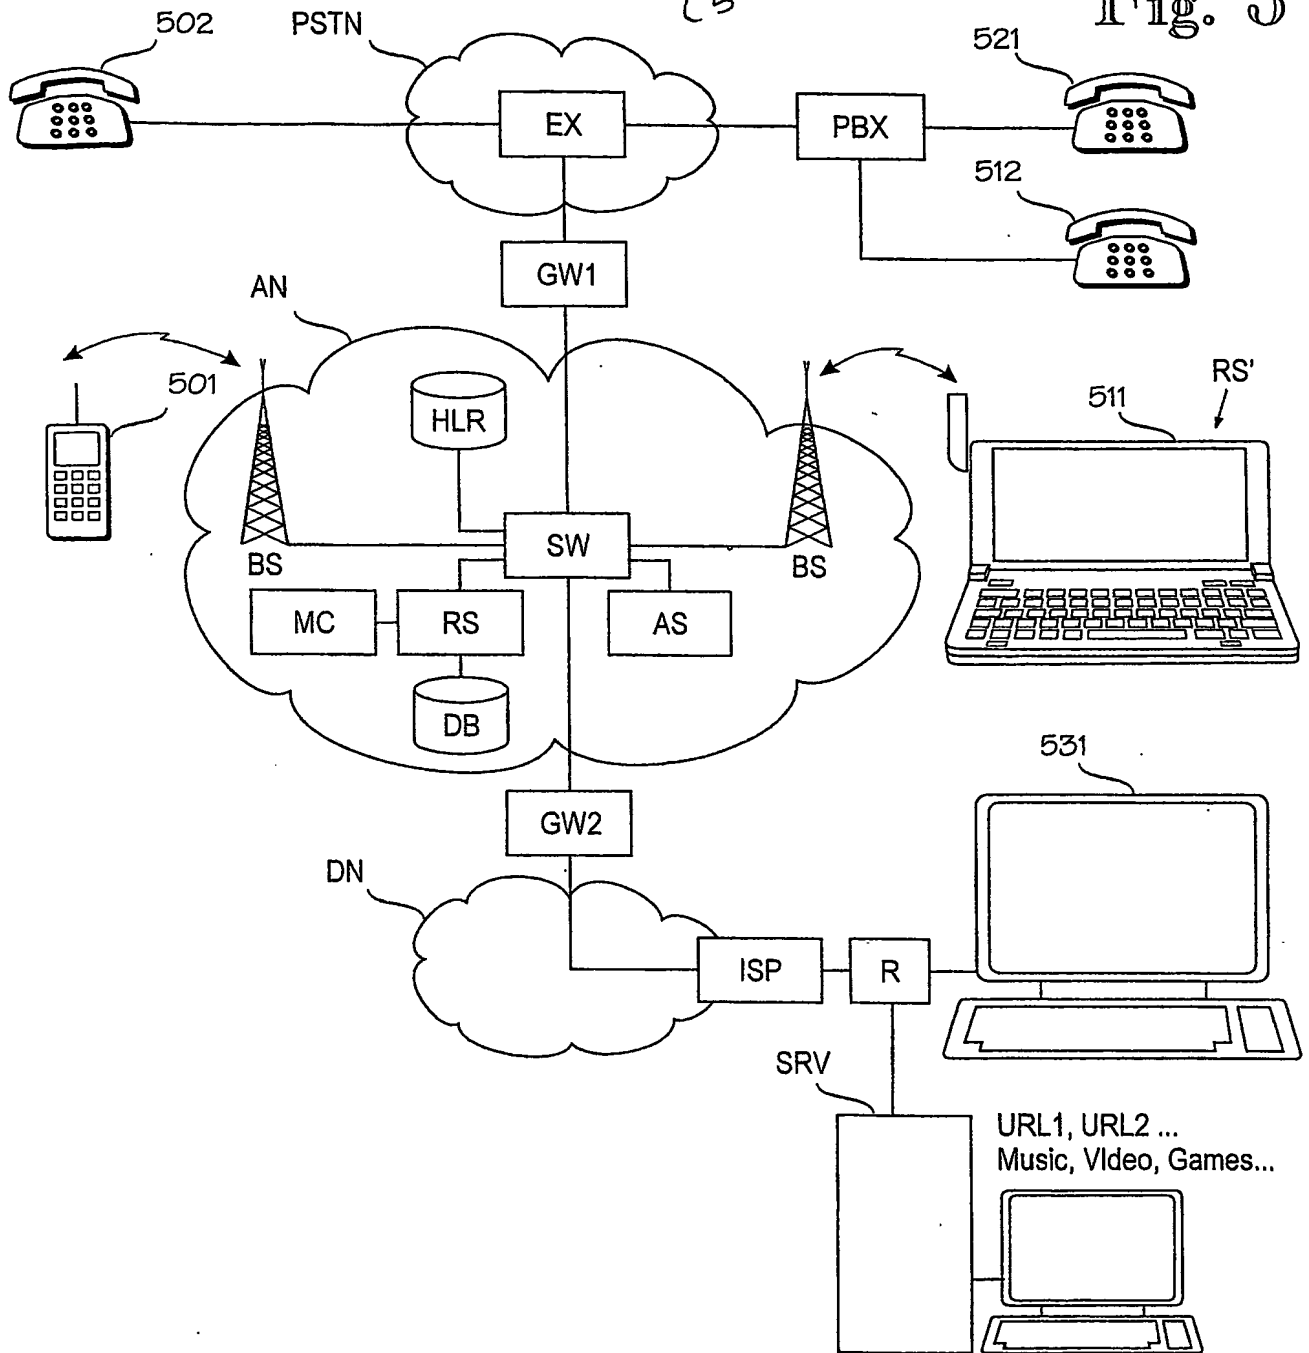 Fig. 5
502
PSTN
521
EX
PBX
512
GW1
AN
501
HLR
511
RS'
SW
BS
BS
MC
RS
AS
DB
531
GW2
DN
ISP
R
SRV
URL1, URL2 ...
Music, VIdeo, Games...